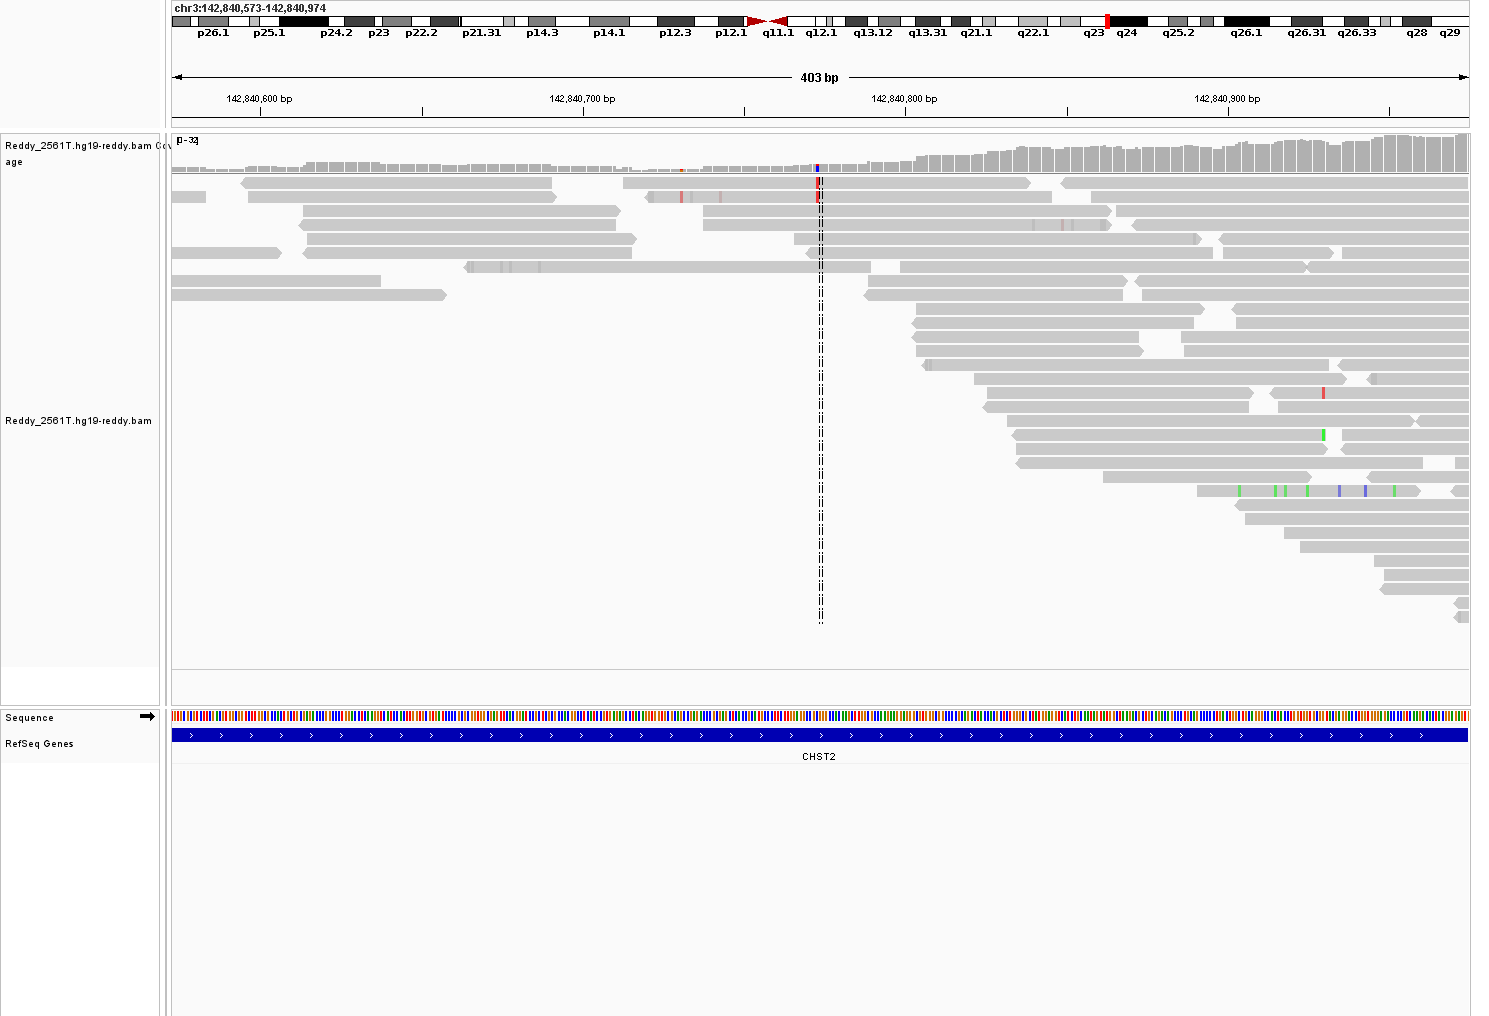 chr3:142,840,573-142,840,974
p26.1 p25.1 p24.2 p23 p22.2 p21.31 p14.3 p14.1 p12.3 p12.1 q11.1 q12.1 q13.12 q13.31 q21.1 q22.1 q23 q24 q25.2 q26.1 q26.31 q26.33 q28 q29
403 bp
142,840,600 bp 142,840,700 bp 142,840,800 bp 142,840,900 bp
[0-32]
Reddy_2561T.hg19-reddy.bam Cov
age
Reddy_2561T.hg19-reddy.bam
Sequence
RefSeq Genes
CHST2